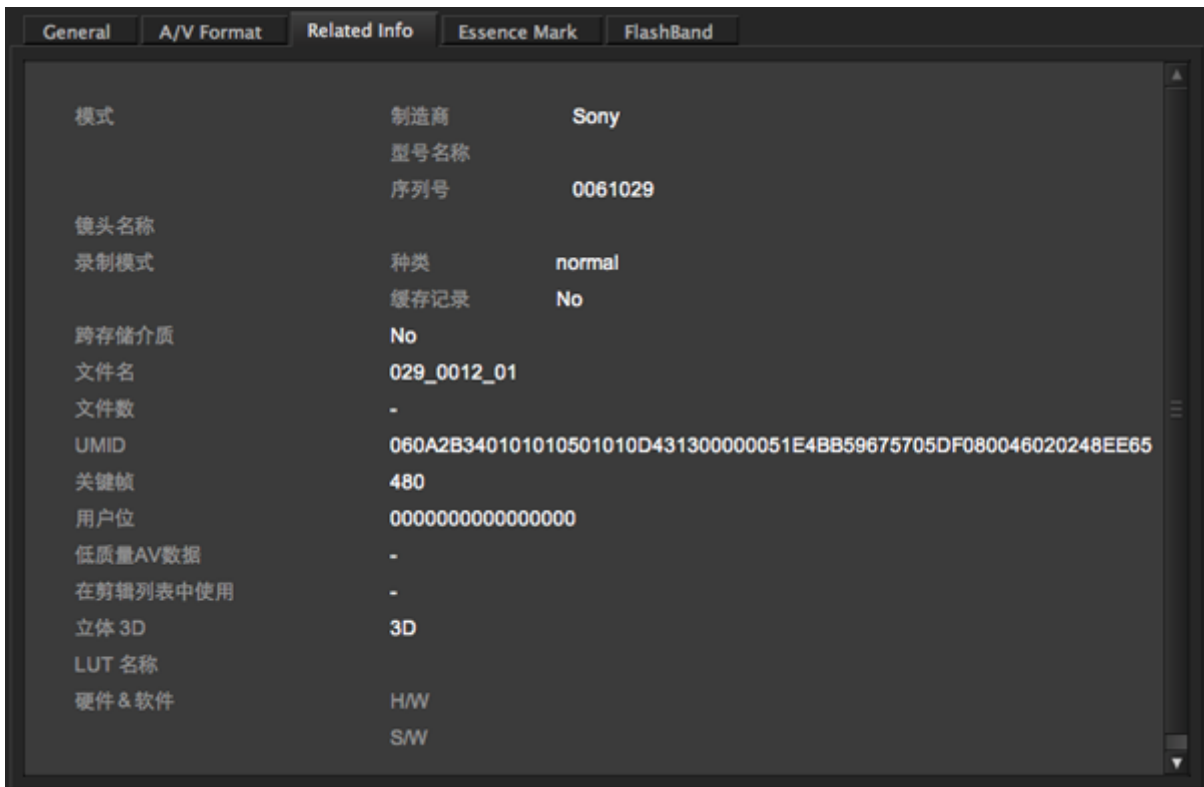 General A/V Format Related Info Essence Mark FlashBand
模式 制造商 Sony
型号名称
序列号 0061029
镜头名称
录制模式 种类 normal
缓存记录 No
跨存储介质 No
文件名 029_0012_01
文件数 -
UMID 060A2B340101010501010D431300000051E4BB59675705DF080046020248EE65
关键帧 480
用户位 0000000000000000
低质量AV数据 -
在剪辑列表中使用 -
立体 3D 3D
LUT 名称
硬件＆软件 H/W
S/W